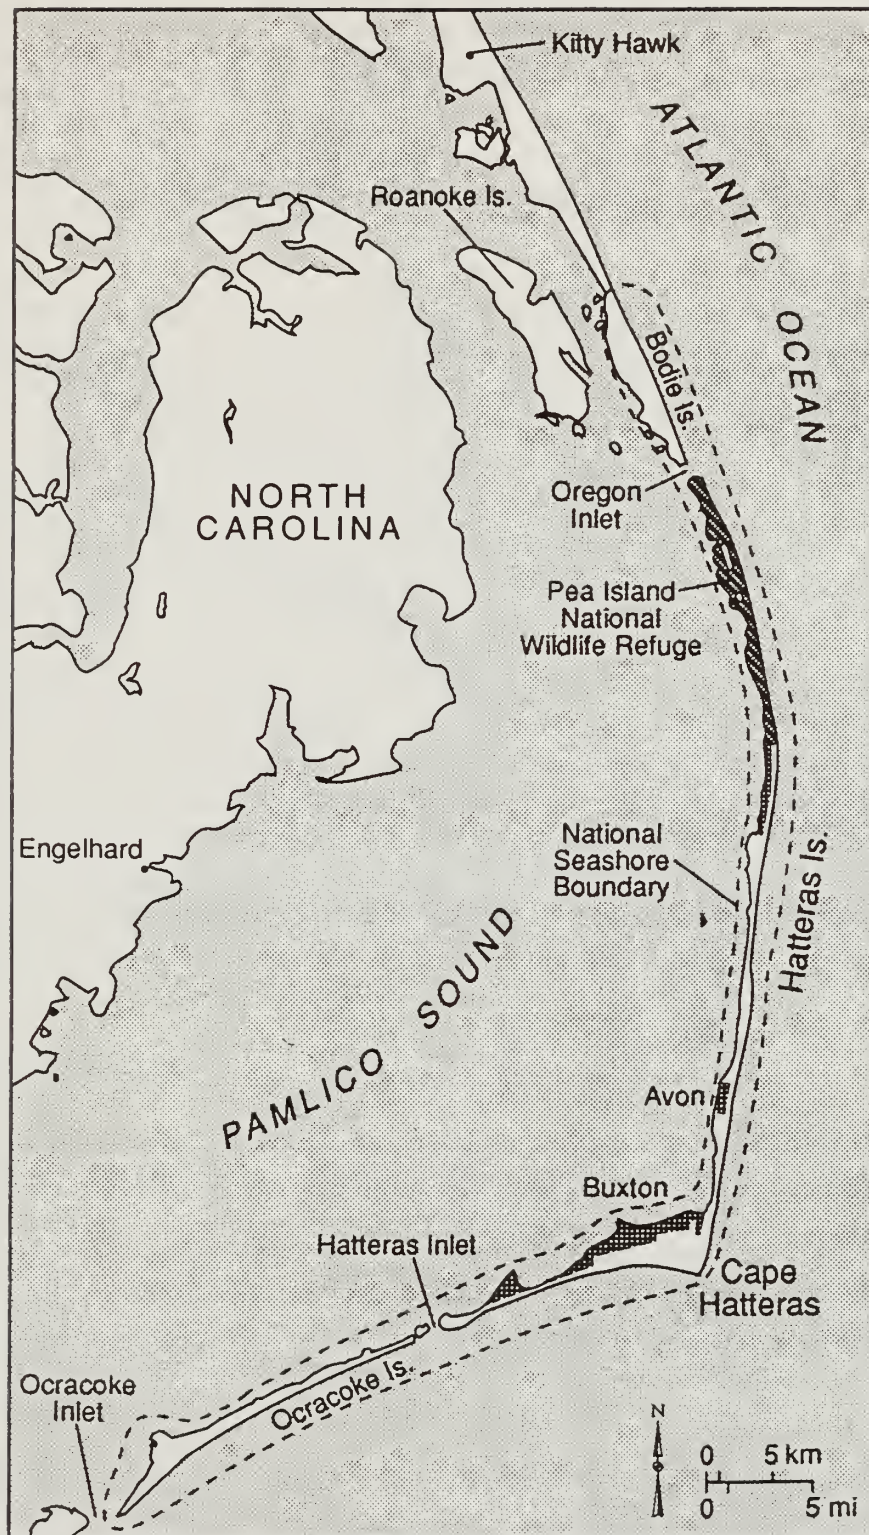 Kitty Hawk
ATLANTIC
OCEAN
Roanoke Is.
Bodie Is.
NORTH
CAROLINA
Oregon
Inlet
Pea Island
National
Wildlife Refuge
Engelhard
National
Seashore
Boundary
Hatteras Is.
PAMLICO SOUND
Avon
Buxton
Hatteras Inlet
Cape
Hatteras
Ocracoke
Inlet
Ocracoke Is.
N
0 5 km
0 5 mi